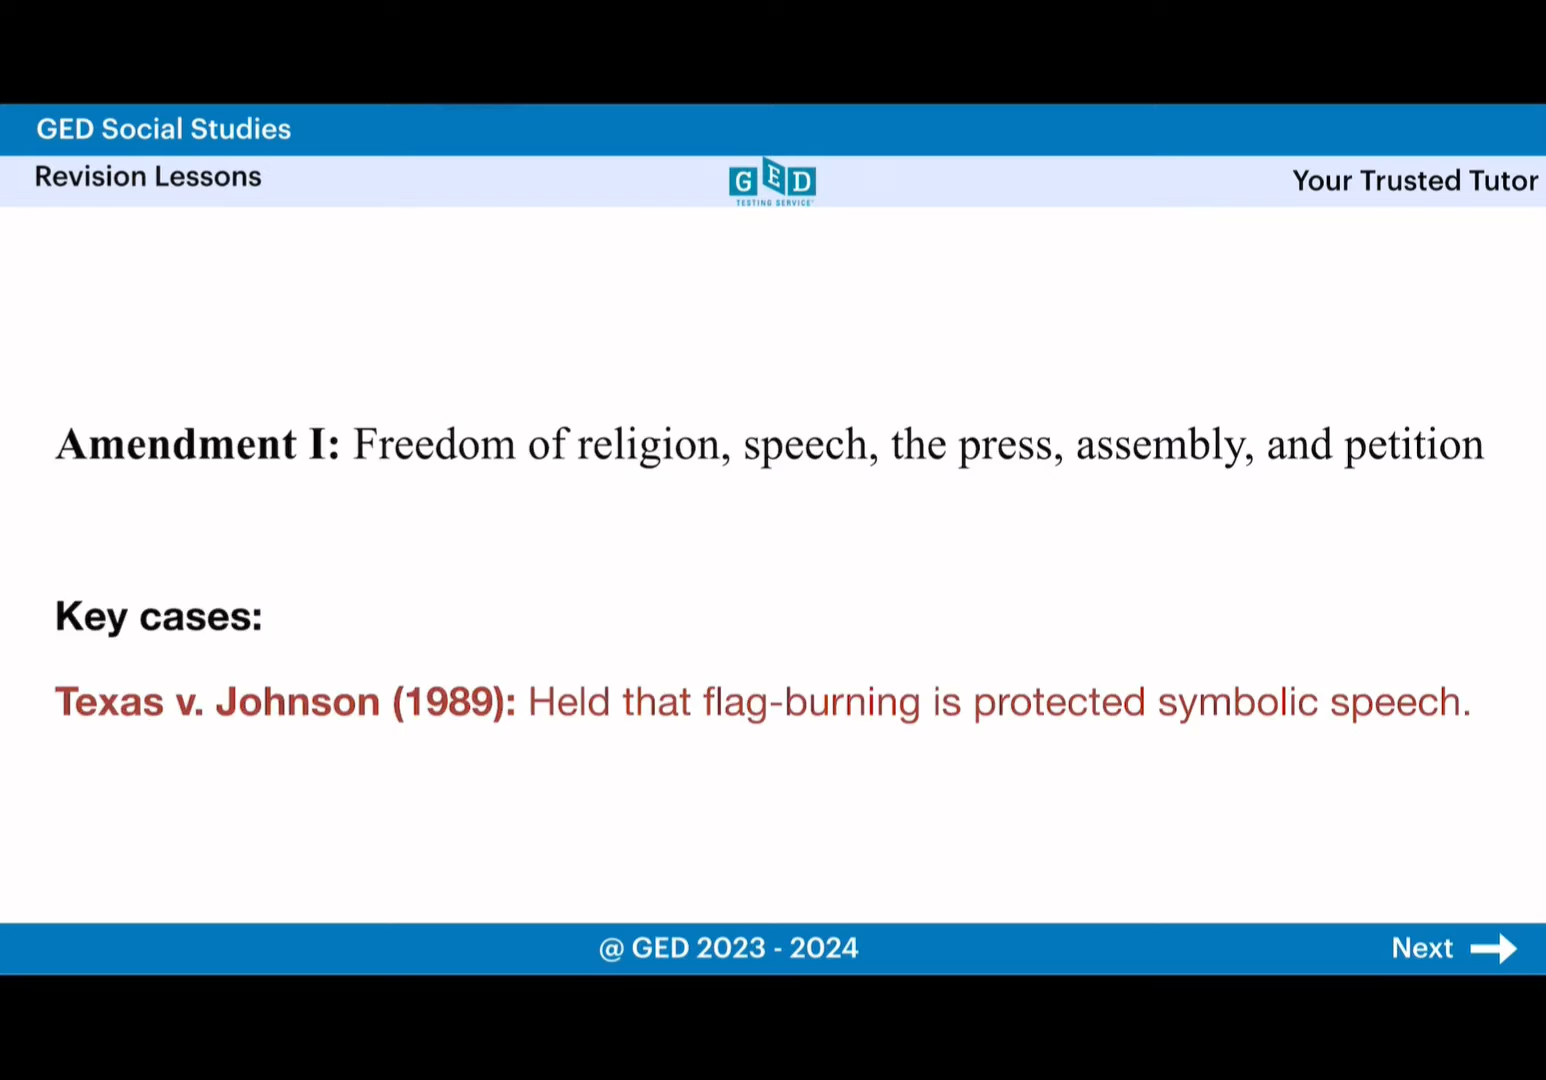 GED Social Studies
Revision Lessons
GED
TESTING SERVICE
Your Trusted Tutor
Amendment I: Freedom of religion, speech, the press, assembly, and petition
Key cases:
Texas v. Johnson (1989): Held that flag-burning is protected symbolic speech.
@ GED 2023 - 2024
Next